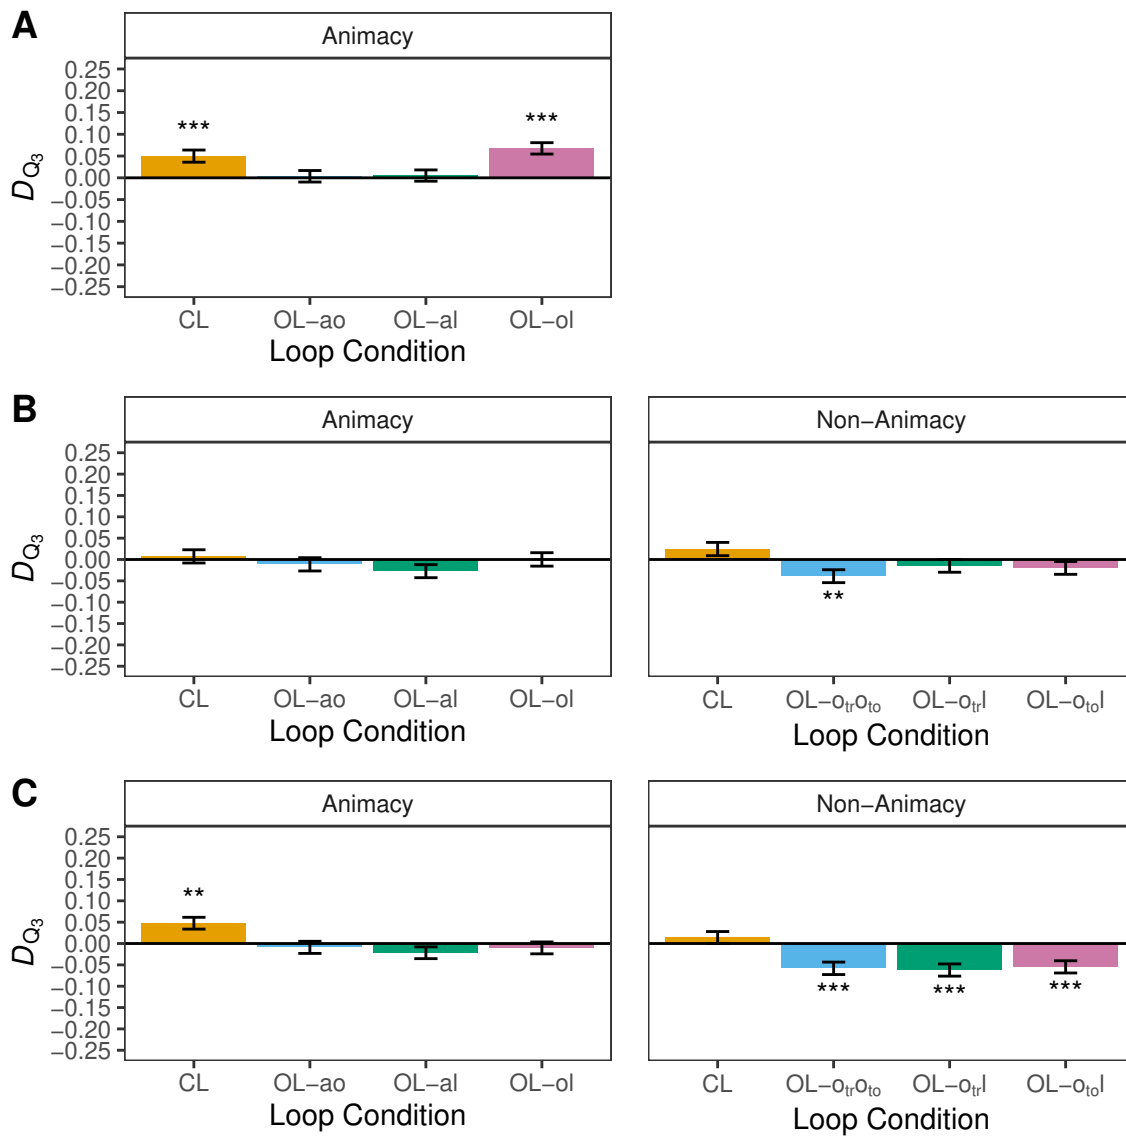 A
Animacy
0.25
0.20
0.15
0.10
0.05
0.00
−0.05
−0.10
−0.15
−0.20
−0.25
D_Q3
***
***
CL OL−ao OL−al OL−ol
Loop Condition
B
Animacy
Non−Animacy
0.25
0.20
0.15
0.10
0.05
0.00
−0.05
−0.10
−0.15
−0.20
−0.25
D_Q3
**
CL OL−ao OL−al OL−ol
Loop Condition
CL OL−o_tr o_to OL−o_tr l OL−o_to l
Loop Condition
C
Animacy
Non−Animacy
0.25
0.20
0.15
0.10
0.05
0.00
−0.05
−0.10
−0.15
−0.20
−0.25
D_Q3
**
*** *** ***
CL OL−ao OL−al OL−ol
Loop Condition
CL OL−o_tr o_to OL−o_tr l OL−o_to l
Loop Condition